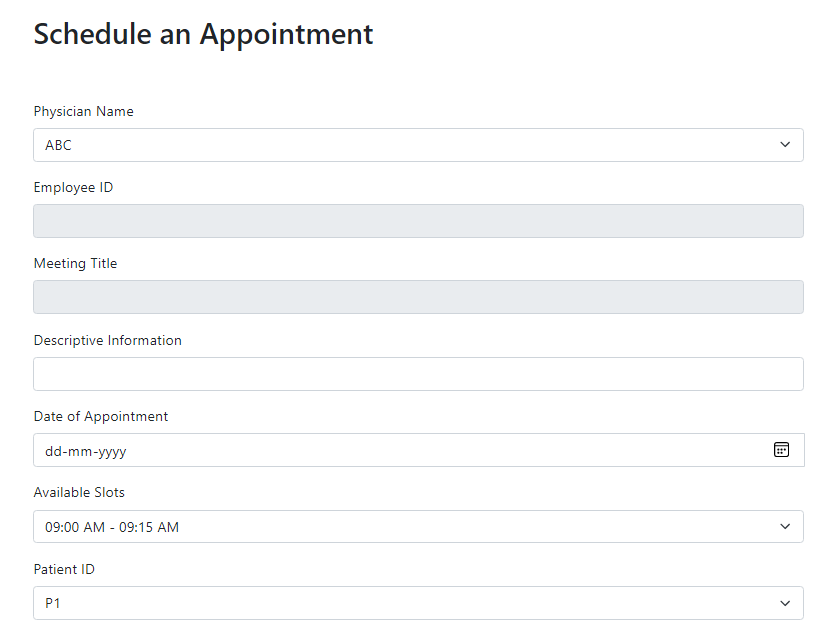 Schedule an Appointment
Physician Name
ABC
Employee ID
Meeting Title
Descriptive Information
Date of Appointment
dd-mm-yyyy
Available Slots
09:00 AM - 09:15 AM
Patient ID
P1